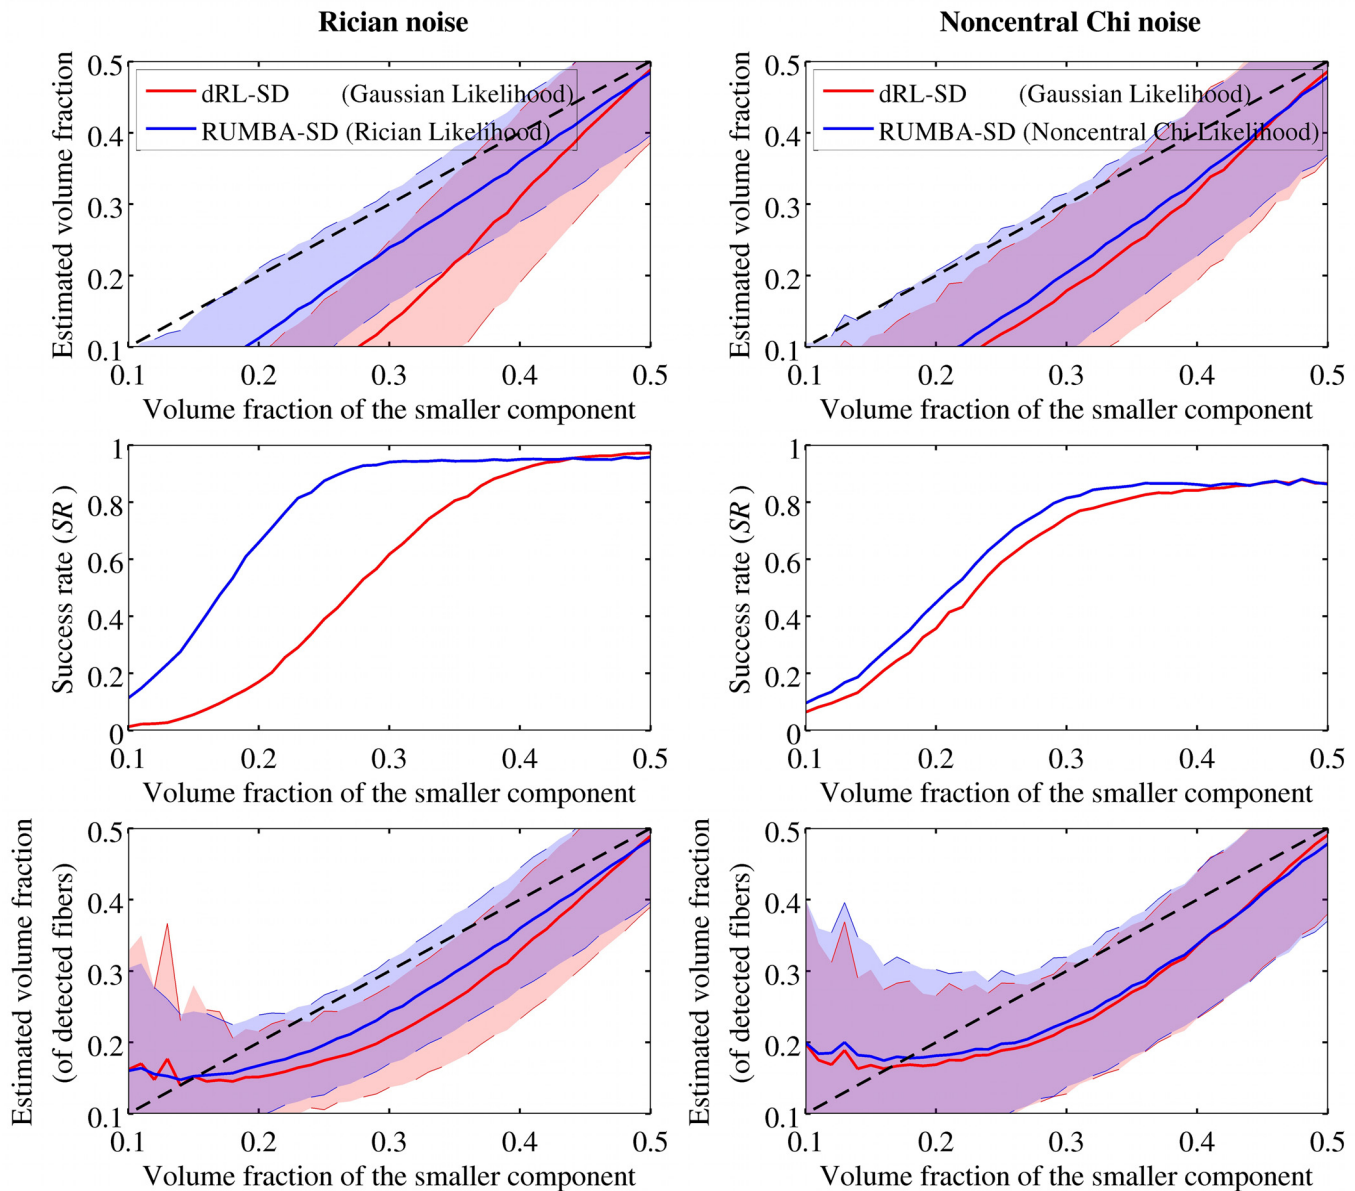 Rician noise
Estimated volume fraction
0.5
0.4
0.3
0.2
0.1
dRL-SD (Gaussian Likelihood)
RUMBA-SD (Rician Likelihood)
0.1 0.2 0.3 0.4 0.5
Volume fraction of the smaller component
Noncentral Chi noise
Estimated volume fraction
0.5
0.4
0.3
0.2
0.1
dRL-SD (Gaussian Likelihood)
RUMBA-SD (Noncentral Chi Likelihood)
0.1 0.2 0.3 0.4 0.5
Volume fraction of the smaller component
Success rate (SR)
1
0.8
0.6
0.4
0.2
0
0.1 0.2 0.3 0.4 0.5
Volume fraction of the smaller component
Success rate (SR)
1
0.8
0.6
0.4
0.2
0
0.1 0.2 0.3 0.4 0.5
Volume fraction of the smaller component
Estimated volume fraction
(of detected fibers)
0.5
0.4
0.3
0.2
0.1
0.1 0.2 0.3 0.4 0.5
Volume fraction of the smaller component
Estimated volume fraction
(of detected fibers)
0.5
0.4
0.3
0.2
0.1
0.1 0.2 0.3 0.4 0.5
Volume fraction of the smaller component